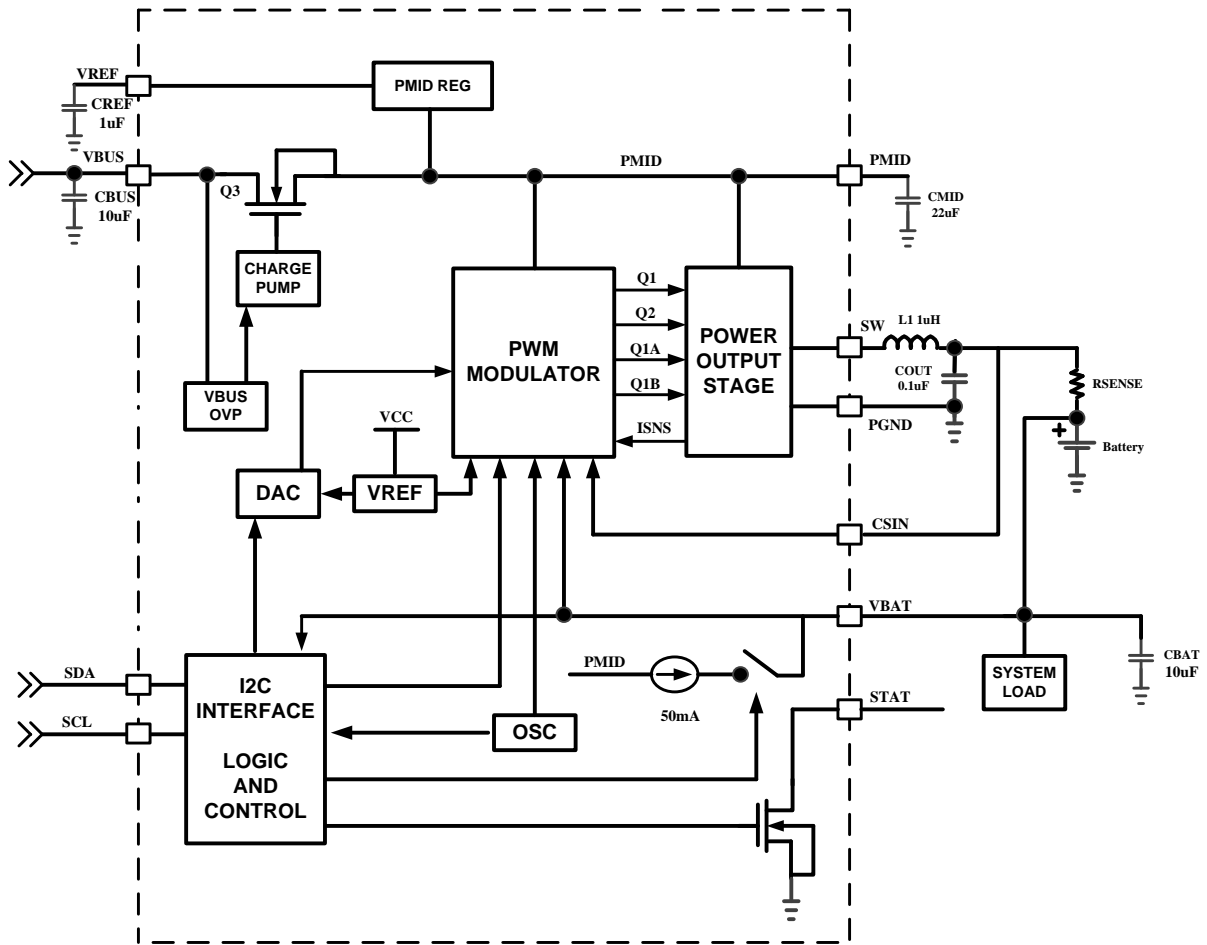 VREF
CREF
1uF
PMID REG
VBUS
CBUS
10uF
Q3
PMID
PMID
CMID
22uF
CHARGE
PUMP
VBUS
OVP
PWM
MODULATOR
Q1
Q2
Q1A
Q1B
ISNS
POWER
OUTPUT
STAGE
SW
L1 1uH
COUT
0.1uF
RSENSE
PGND
+
Battery
VCC
DAC
VREF
CSIN
VBAT
SDA
SCL
I2C
INTERFACE
LOGIC
AND
CONTROL
OSC
PMID
50mA
SYSTEM
LOAD
CBAT
10uF
STAT